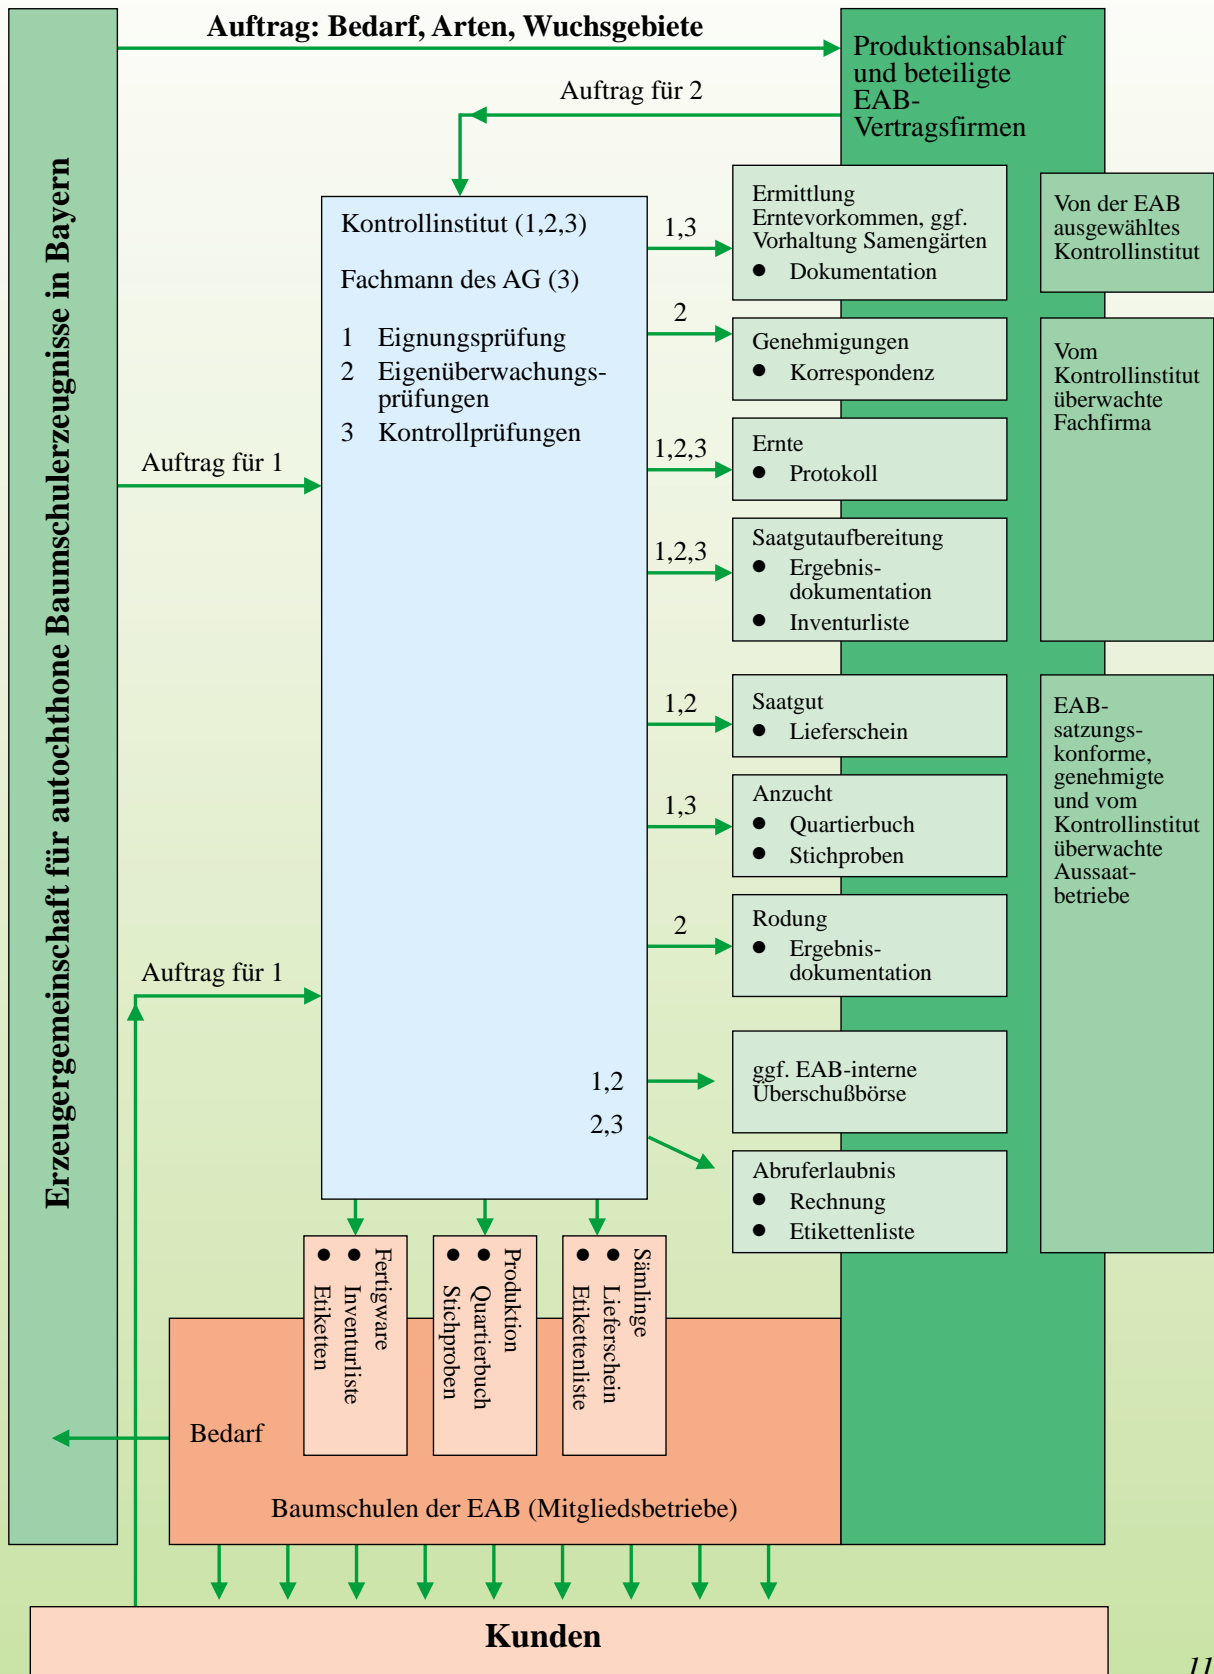 Auftrag: Bedarf, Arten, Wuchsgebiete
Erzeugergemeinschaft für autochthone Baumschulerzeugnisse in Bayern
Produktionsablauf
und beteiligte
EAB-
Vertragsfirmen
Auftrag für 2
Kontrollinstitut (1,2,3)
Fachmann des AG (3)
1 Eignungsprüfung
2 Eigenüberwachungs-
prüfungen
3 Kontrollprüfungen
Auftrag für 1
Auftrag für 1
1,3
Ermittlung
Erntevorkommen, ggf.
Vorhaltung Samengärten
● Dokumentation
2
Genehmigungen
● Korrespondenz
1,2,3
Ernte
● Protokoll
1,2,3
Saatgutaufbereitung
● Ergebnis-
dokumentation
● Inventurliste
1,2
Saatgut
● Lieferschein
1,3
Anzucht
● Quartierbuch
● Stichproben
2
Rodung
● Ergebnis-
dokumentation
1,2
ggf. EAB-interne
Überschußbörse
2,3
Abruferlaubnis
● Rechnung
● Etikettenliste
Von der EAB
ausgewähltes
Kontrollinstitut
Vom
Kontrollinstitut
überwachte
Fachfirma
EAB-
satzungs-
konforme,
genehmigte
und vom
Kontrollinstitut
überwachte
Aussaat-
betriebe
Fertigware
● Inventurliste
● Etiketten
Produktion
● Quartierbuch
● Stichproben
Sämlinge
● Lieferschein
● Etikettenliste
Bedarf
Baumschulen der EAB (Mitgliedsbetriebe)
Kunden
11